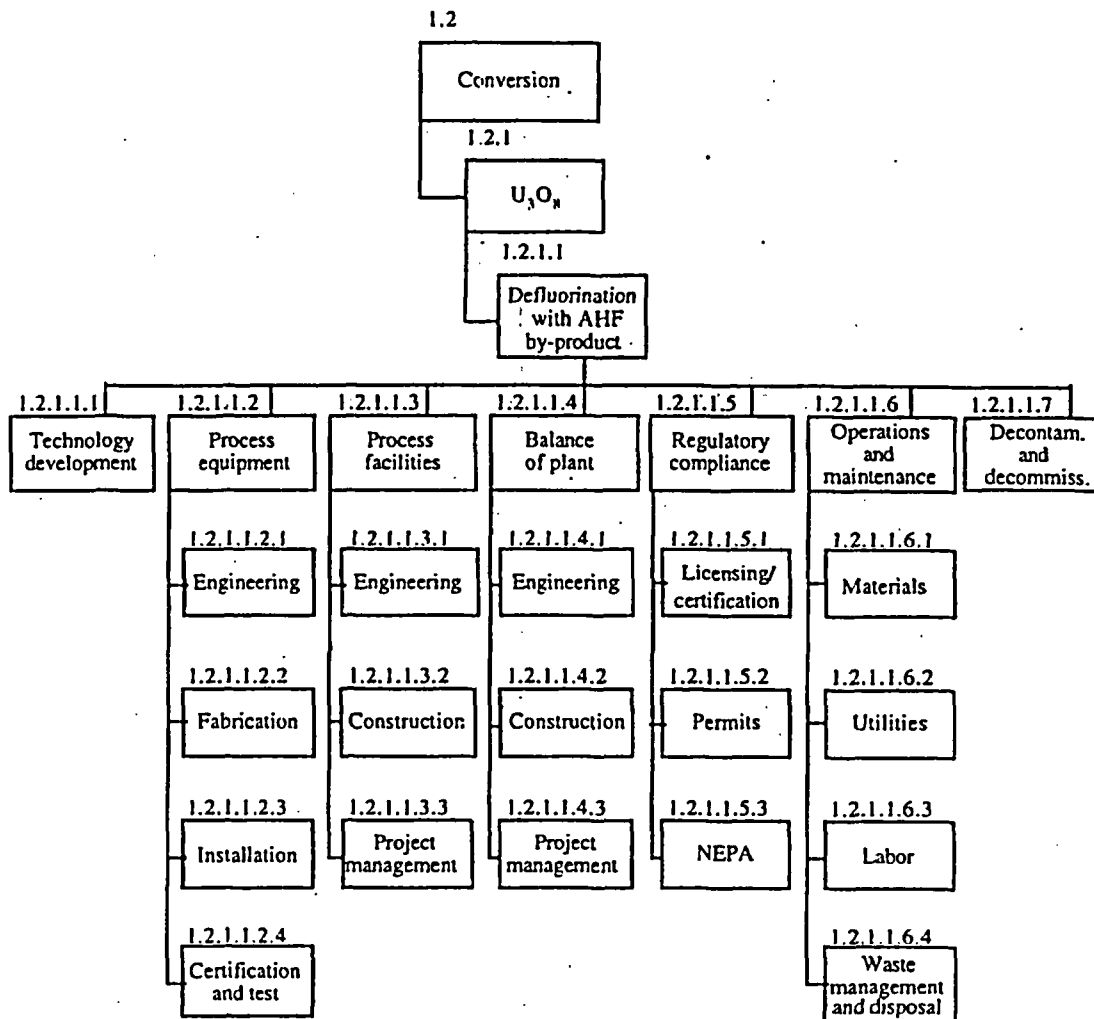 1.2
Conversion
1.2.1
U₃O₈
1.2.1.1
Defluorination
with AHF
by-product
1.2.1.1.1
Technology
development
1.2.1.1.2
Process
equipment
1.2.1.1.3
Process
facilities
1.2.1.1.4
Balance
of plant
1.2.1.1.5
Regulatory
compliance
1.2.1.1.6
Operations
and
maintenance
1.2.1.1.7
Decontam.
and
decommiss.
1.2.1.1.2.1
Engineering
1.2.1.1.3.1
Engineering
1.2.1.1.4.1
Engineering
1.2.1.1.5.1
Licensing/
certification
1.2.1.1.6.1
Materials
1.2.1.1.2.2
Fabrication
1.2.1.1.3.2
Construction
1.2.1.1.4.2
Construction
1.2.1.1.5.2
Permits
1.2.1.1.6.2
Utilities
1.2.1.1.2.3
Installation
1.2.1.1.3.3
Project
management
1.2.1.1.4.3
Project
management
1.2.1.1.5.3
NEPA
1.2.1.1.6.3
Labor
1.2.1.1.2.4
Certification
and test
1.2.1.1.6.4
Waste
management
and disposal